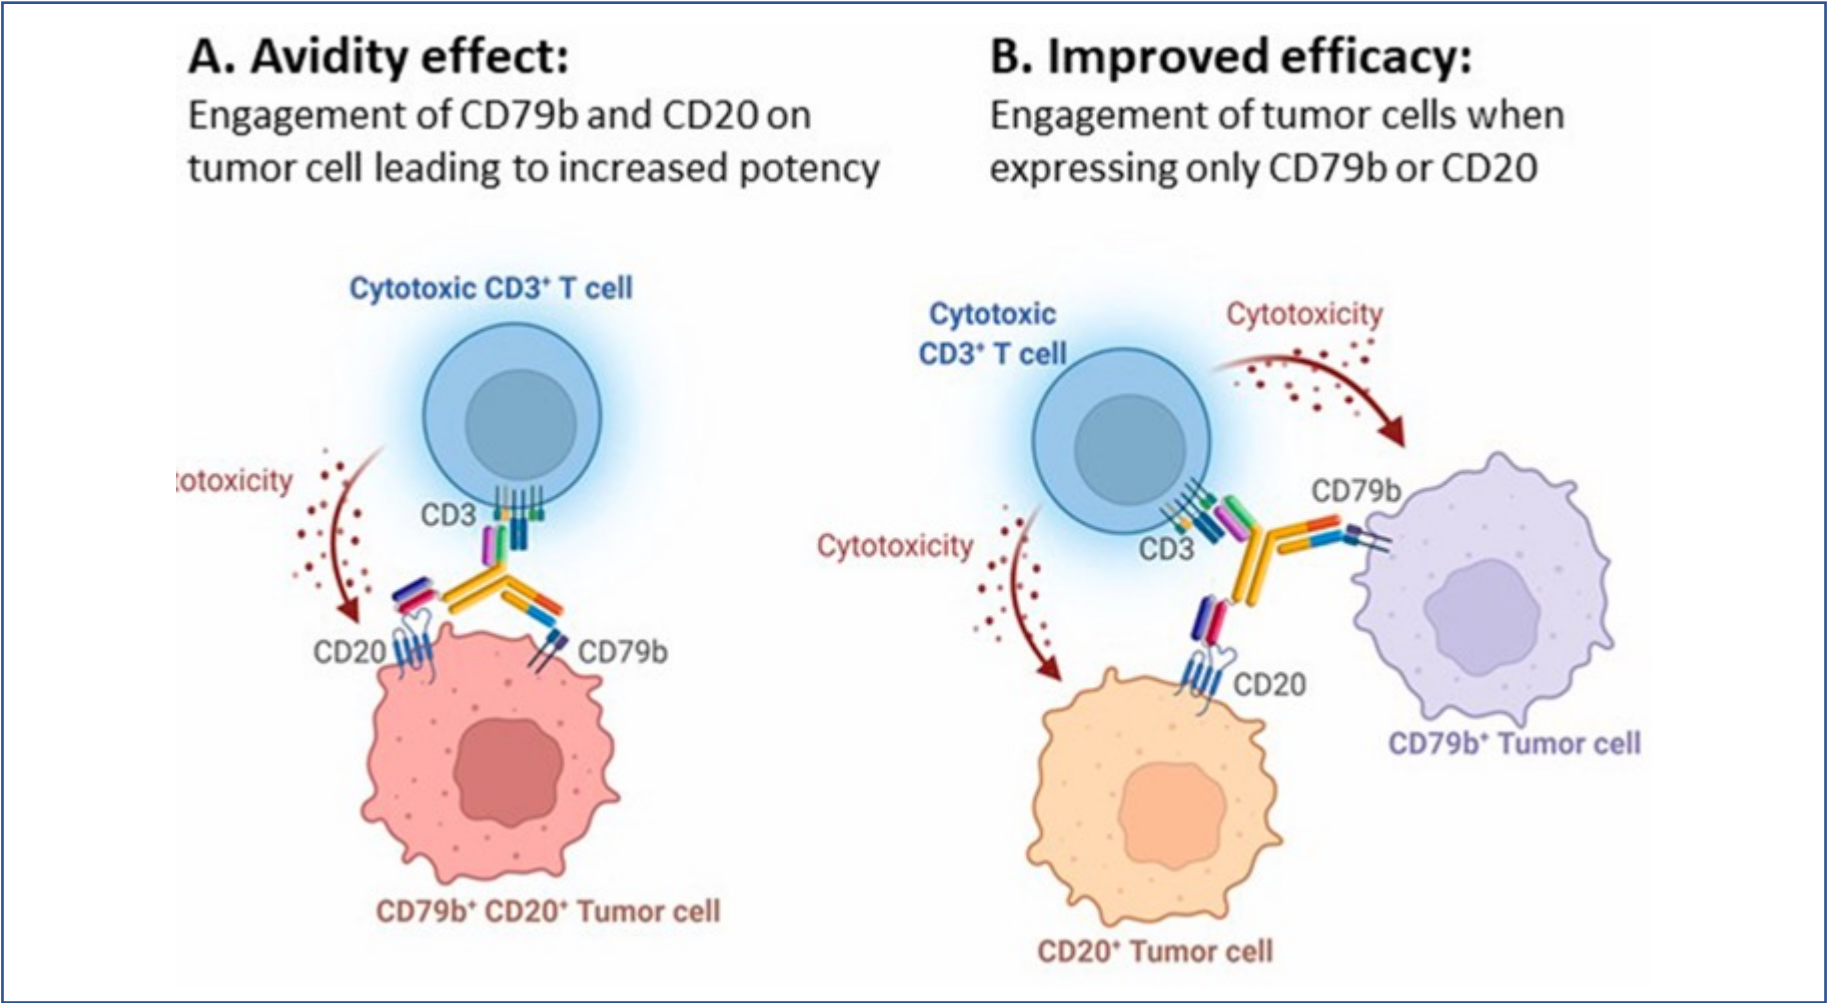 A. Avidity effect:
Engagement of CD79b and CD20 on
tumor cell leading to increased potency
Cytotoxic CD3⁺ T cell
otoxicity
CD3
CD20
CD79b
CD79b⁺ CD20⁺ Tumor cell
B. Improved efficacy:
Engagement of tumor cells when
expressing only CD79b or CD20
Cytotoxic
CD3⁺ T cell
Cytotoxicity
CD79b
Cytotoxicity
CD3
CD20
CD79b⁺ Tumor cell
CD20⁺ Tumor cell